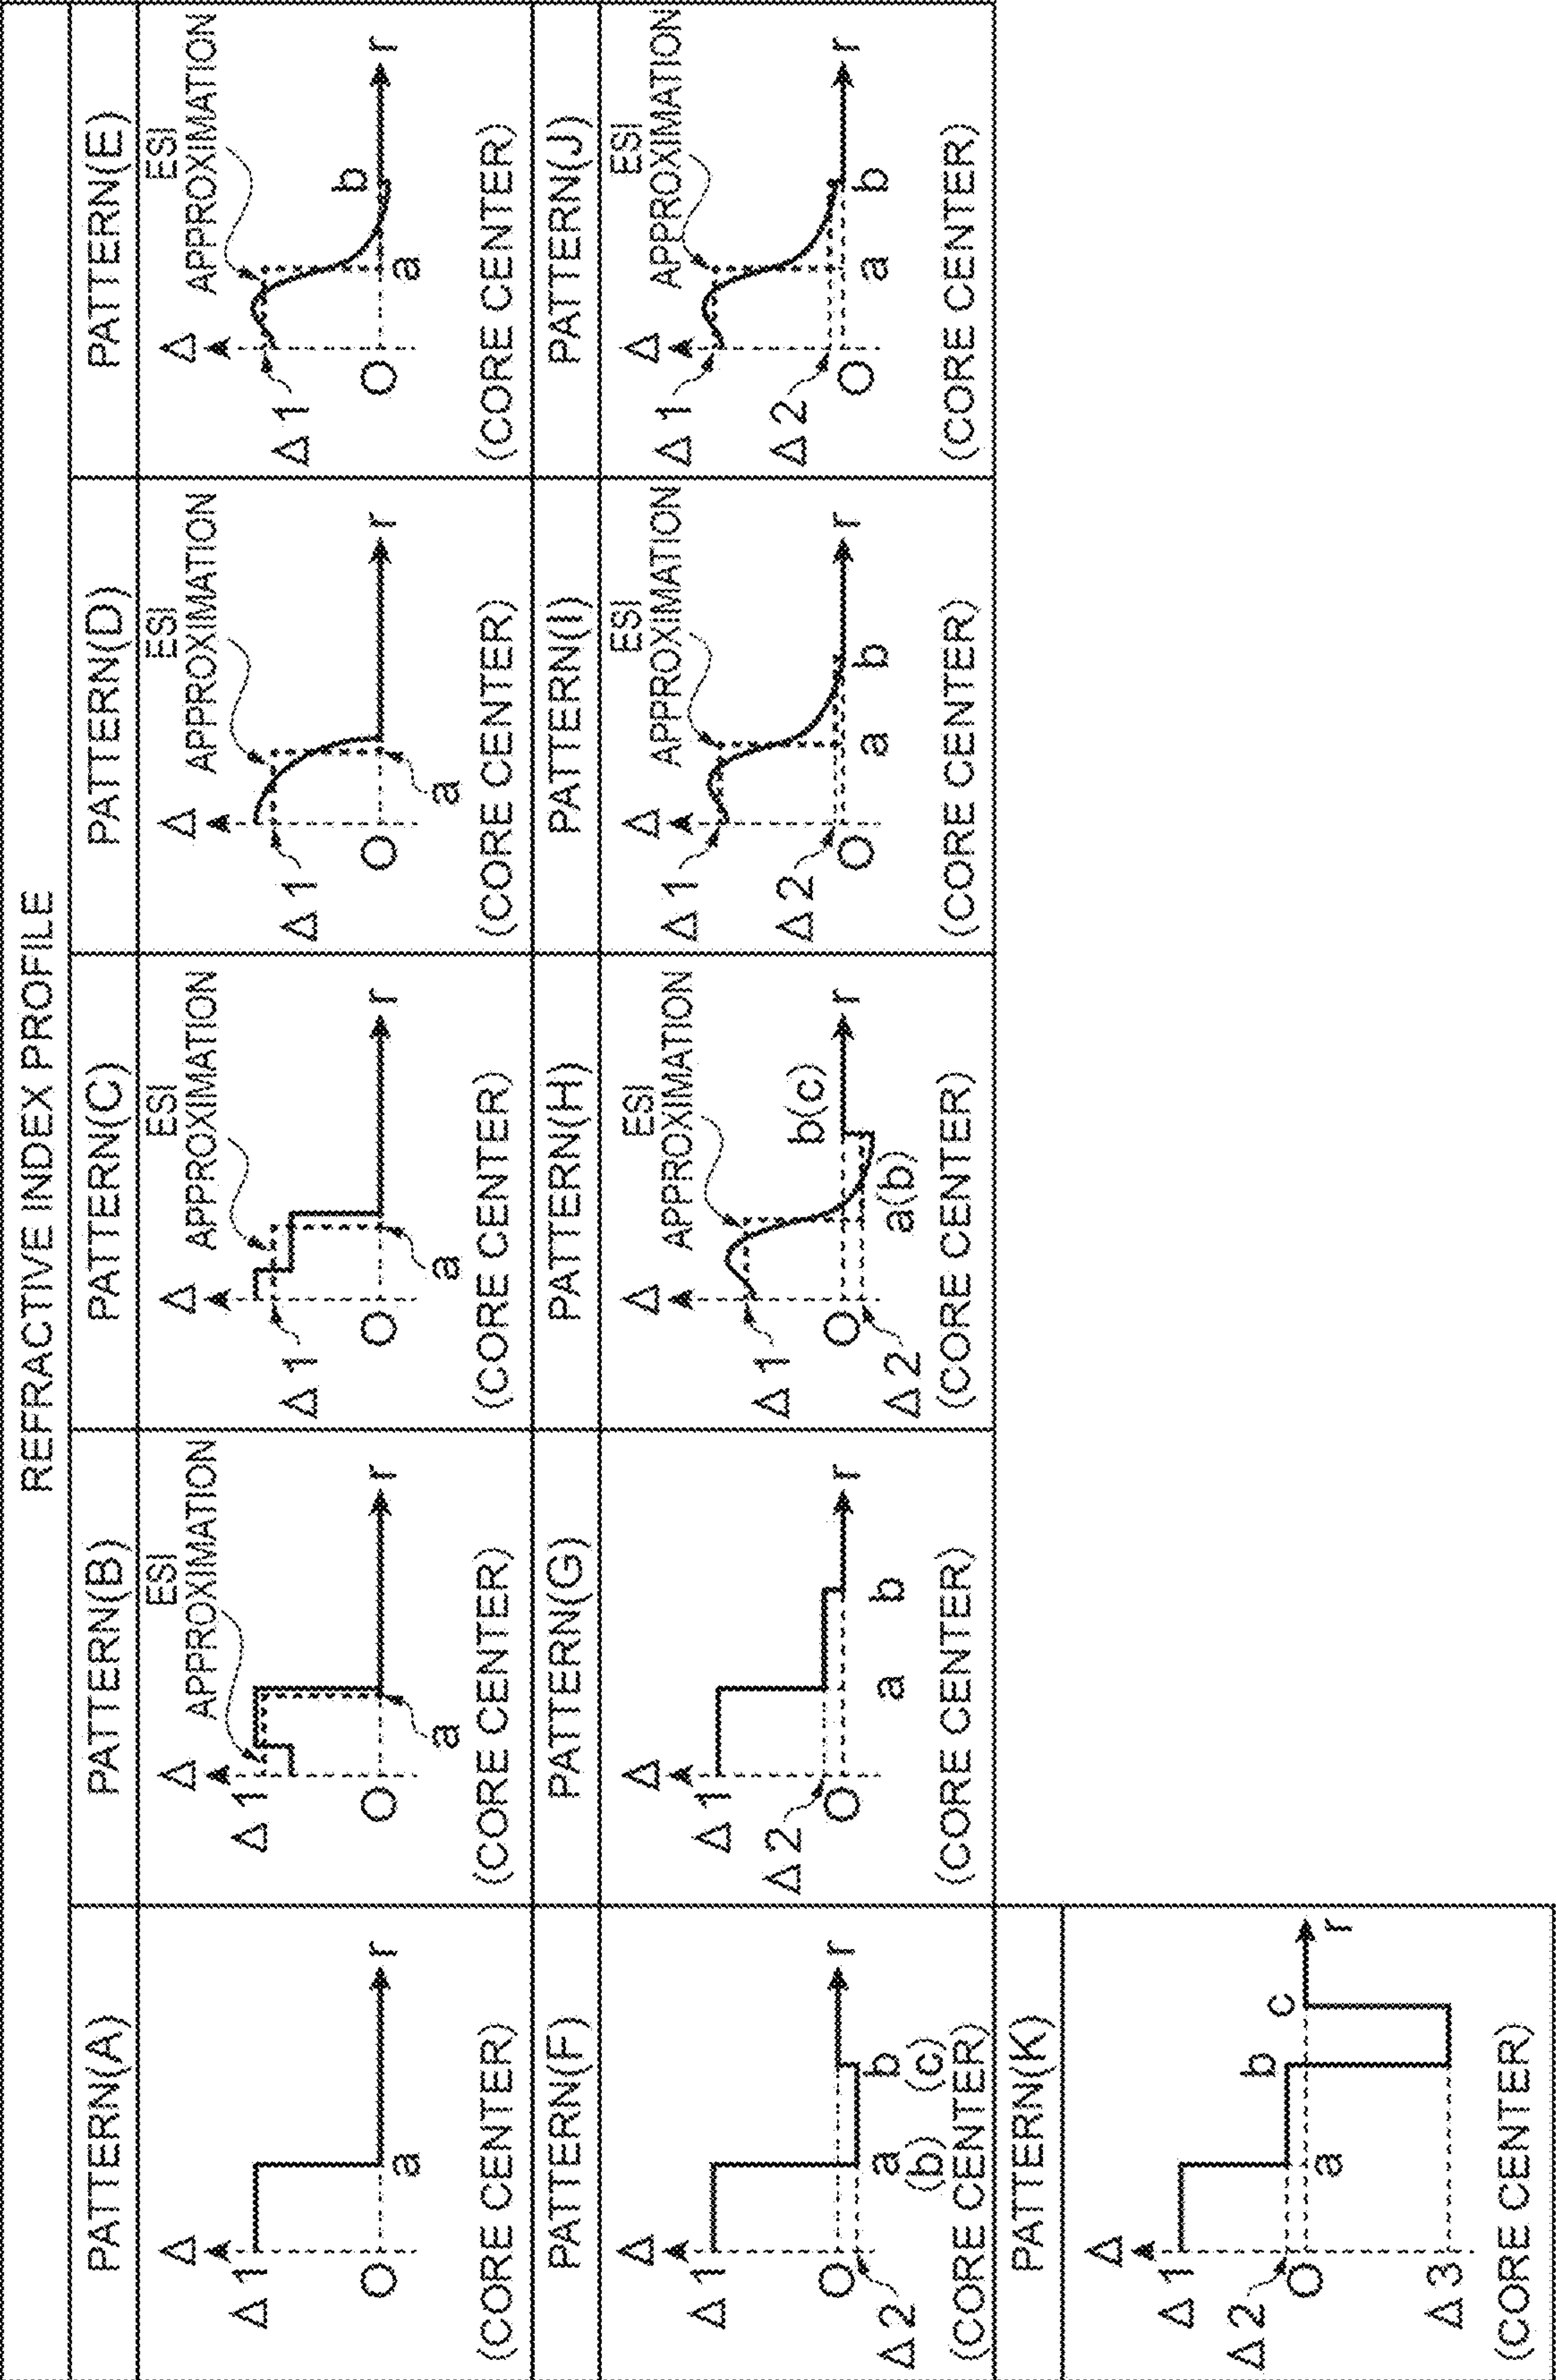 REFRACTIVE INDEX PROFILE
PATTERN(A)
Δ
Δ1
O
a
r
(CORE CENTER)
PATTERN(B)
ESI
APPROXIMATION
Δ
Δ1
O
a
r
(CORE CENTER)
PATTERN(C)
ESI
APPROXIMATION
Δ
Δ1
O
a
r
(CORE CENTER)
PATTERN(D)
ESI
APPROXIMATION
Δ
Δ1
O
a
r
(CORE CENTER)
PATTERN(E)
ESI
APPROXIMATION
Δ
Δ1
b
O
a
r
(CORE CENTER)
PATTERN(F)
Δ
Δ1
O
r
Δ2
a b
(b) (c)
(CORE CENTER)
PATTERN(G)
Δ
Δ1
Δ2
O
r
a b
(CORE CENTER)
PATTERN(H)
ESI
APPROXIMATION
Δ
Δ1
b(c)
O
r
Δ2
a(b)
(CORE CENTER)
PATTERN(I)
ESI
APPROXIMATION
Δ
Δ1
Δ2
O
r
a b
(CORE CENTER)
PATTERN(J)
ESI
APPROXIMATION
Δ
Δ1
Δ2
O
r
a b
(CORE CENTER)
PATTERN(K)
Δ
Δ1
Δ2
b c
O
a
r
Δ3
(CORE CENTER)